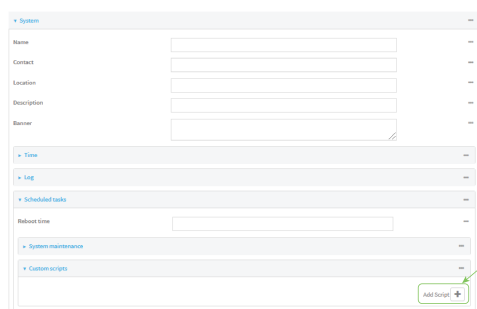 System
Name
Contact
Location
Description
Banner
Time
Log
Scheduled tasks
Reboot time
System maintenance
Custom scripts
Add Script